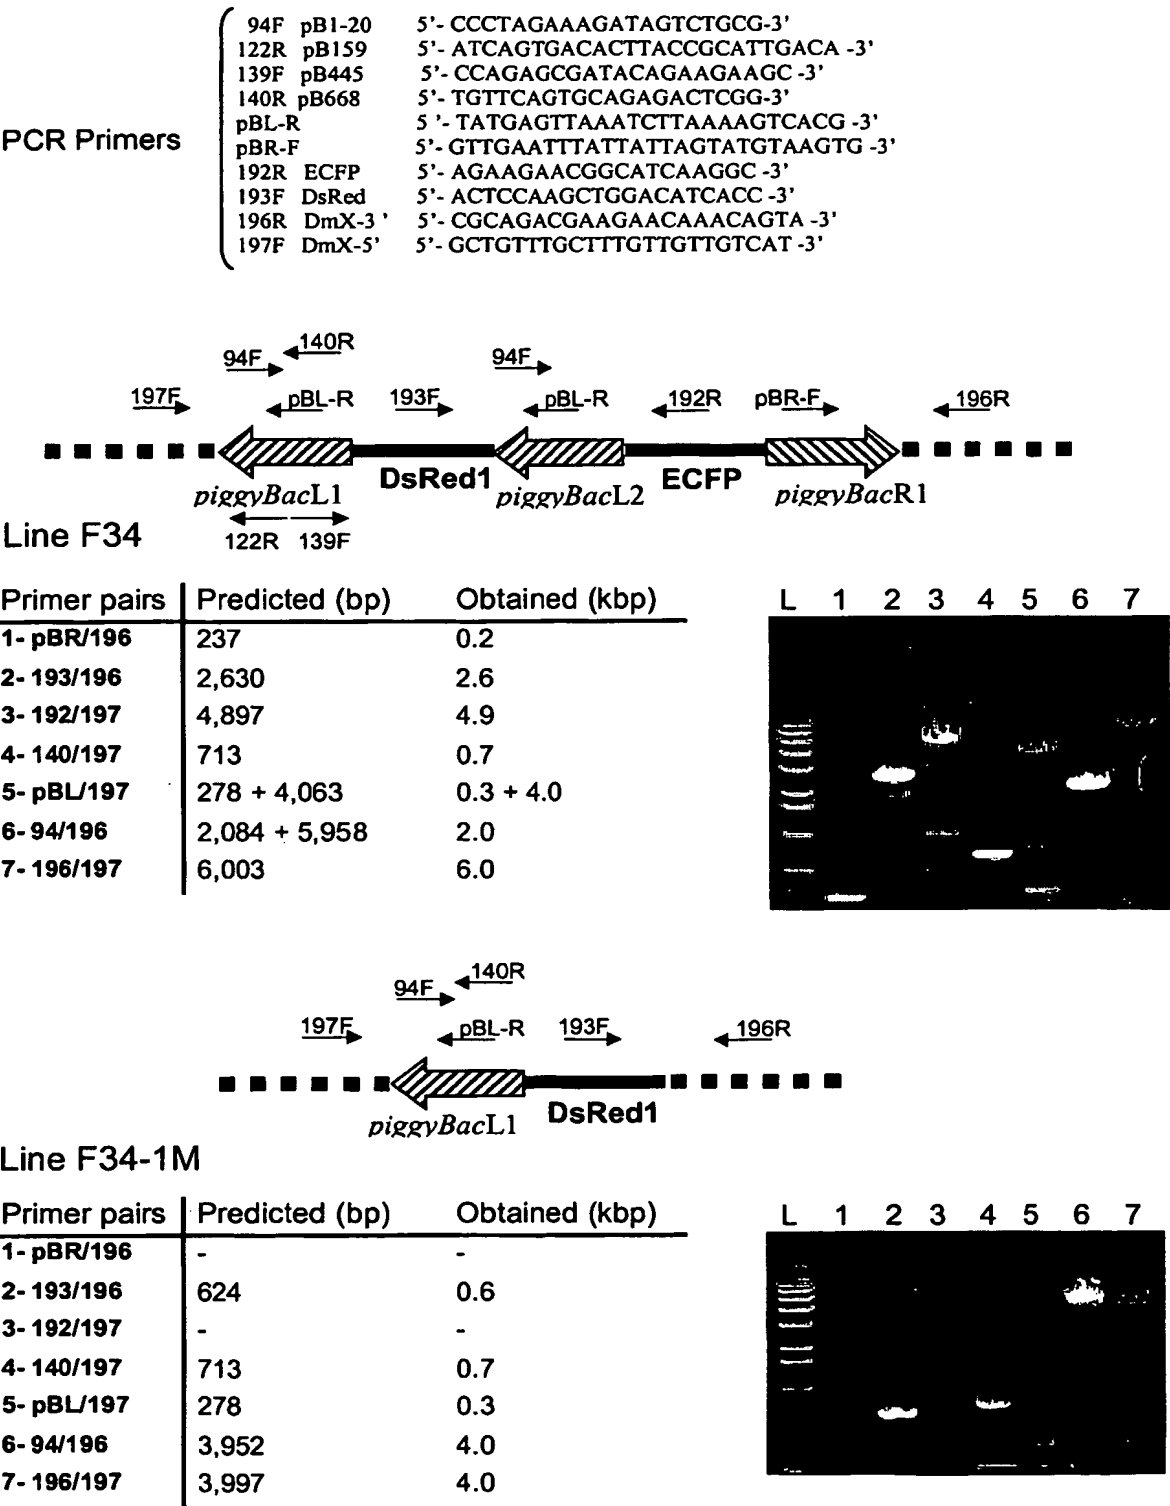 PCR Primers
94F pB1-20 5'- CCCTAGAAAGATAGTCTGCG-3'
122R pB159 5'- ATCAGTGACACTTACCGCATTGACA -3'
139F pB445 5'- CCAGAGCGATACAGAAGAAGC -3'
140R pB668 5'- TGTTCAGTGCAGAGACTCGG-3'
pBL-R 5 '- TATGAGTTAAATCTTAAAAGTCACG -3'
pBR-F 5'- GTTGAATTTATTATTAGTATGTAAGTG -3'
192R ECFP 5'- AGAAGAACGGCATCAAGGC -3'
193F DsRed 5'- ACTCCAAGCTGGACATCACC -3'
196R DmX-3 ' 5'- CGCAGACGAAGAACAAACAGTA -3'
197F DmX-5' 5'- GCTGTTTGCTTTGTTGTTGTCAT -3'
94F 140R 94F
197F pBL-R 193F pBL-R 192R pBR-F 196R
DsRed1 ECFP
piggyBacL1 piggyBacL2 piggyBacR1
122R 139F
Line F34
Primer pairs Predicted (bp) Obtained (kbp)
1- pBR/196 237 0.2
2- 193/196 2,630 2.6
3- 192/197 4,897 4.9
4- 140/197 713 0.7
5- pBL/197 278 + 4,063 0.3 + 4.0
6- 94/196 2,084 + 5,958 2.0
7- 196/197 6,003 6.0
L 1 2 3 4 5 6 7
94F 140R
197F pBL-R 193F 196R
piggyBacL1 DsRed1
Line F34-1M
Primer pairs Predicted (bp) Obtained (kbp)
1- pBR/196 - -
2- 193/196 624 0.6
3- 192/197 - -
4- 140/197 713 0.7
5- pBL/197 278 0.3
6- 94/196 3,952 4.0
7- 196/197 3,997 4.0
L 1 2 3 4 5 6 7